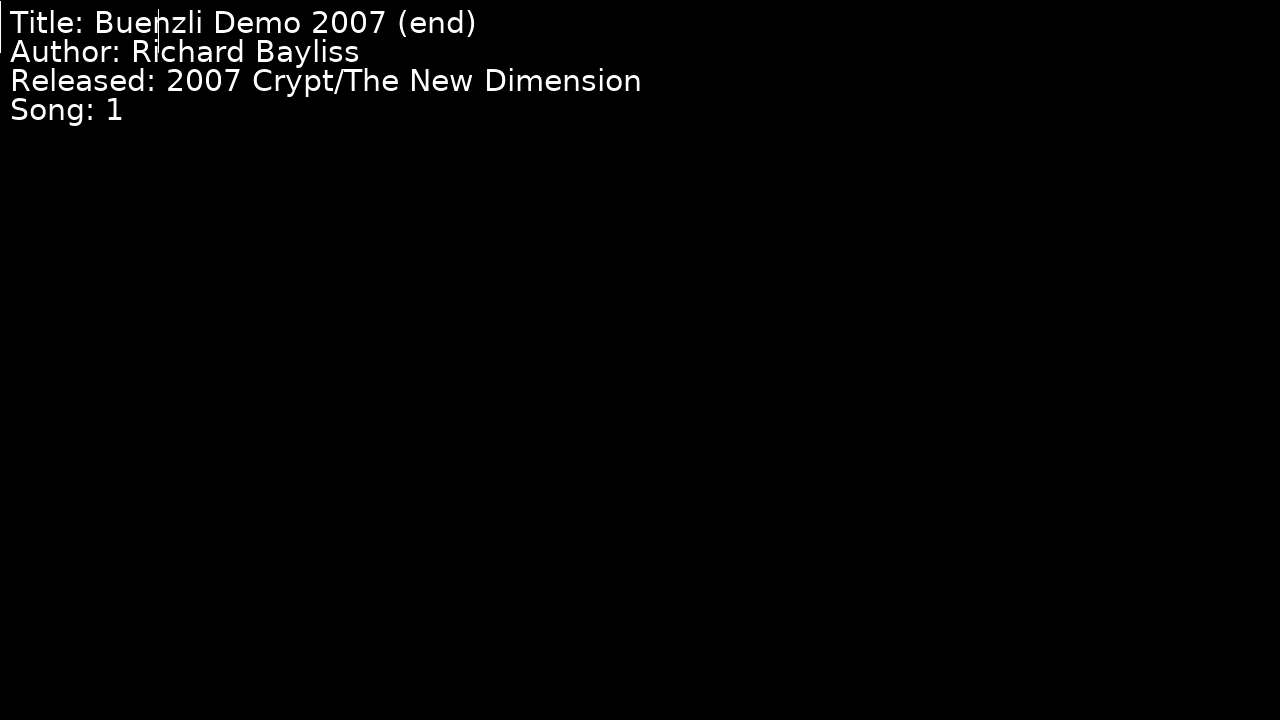 Title: Buenzli Demo 2007 (end)
Author: Richard Bayliss
Released: 2007 Crypt/The New Dimension
Song: 1